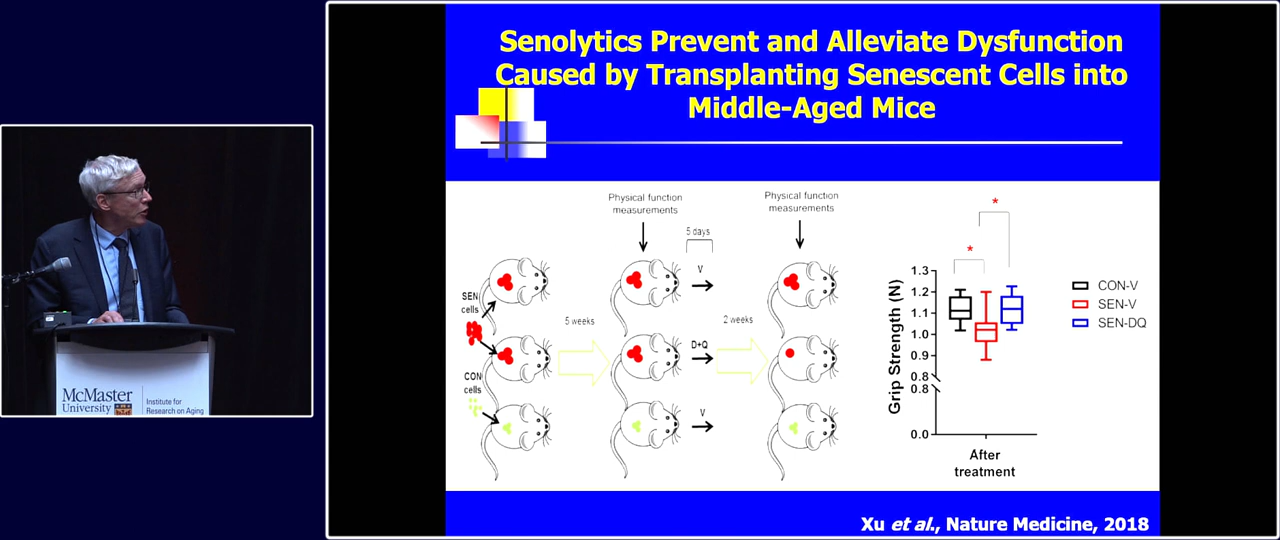 Senolytics Prevent and Alleviate Dysfunction
Caused by Transplanting Senescent Cells into
Middle-Aged Mice
Physical function
measurements
Physical function
measurements
5 days
V
SEN
cells
5 weeks
2 weeks
D+Q
CON
cells
V
Grip Strength (N)
1.3
1.2
1.1
1.0
0.9
0.8
0.8
0.0
*
*
CON-V
SEN-V
SEN-DQ
After
treatment
Xu et al., Nature Medicine, 2018
McMaster
University
Institute for
Research on Aging